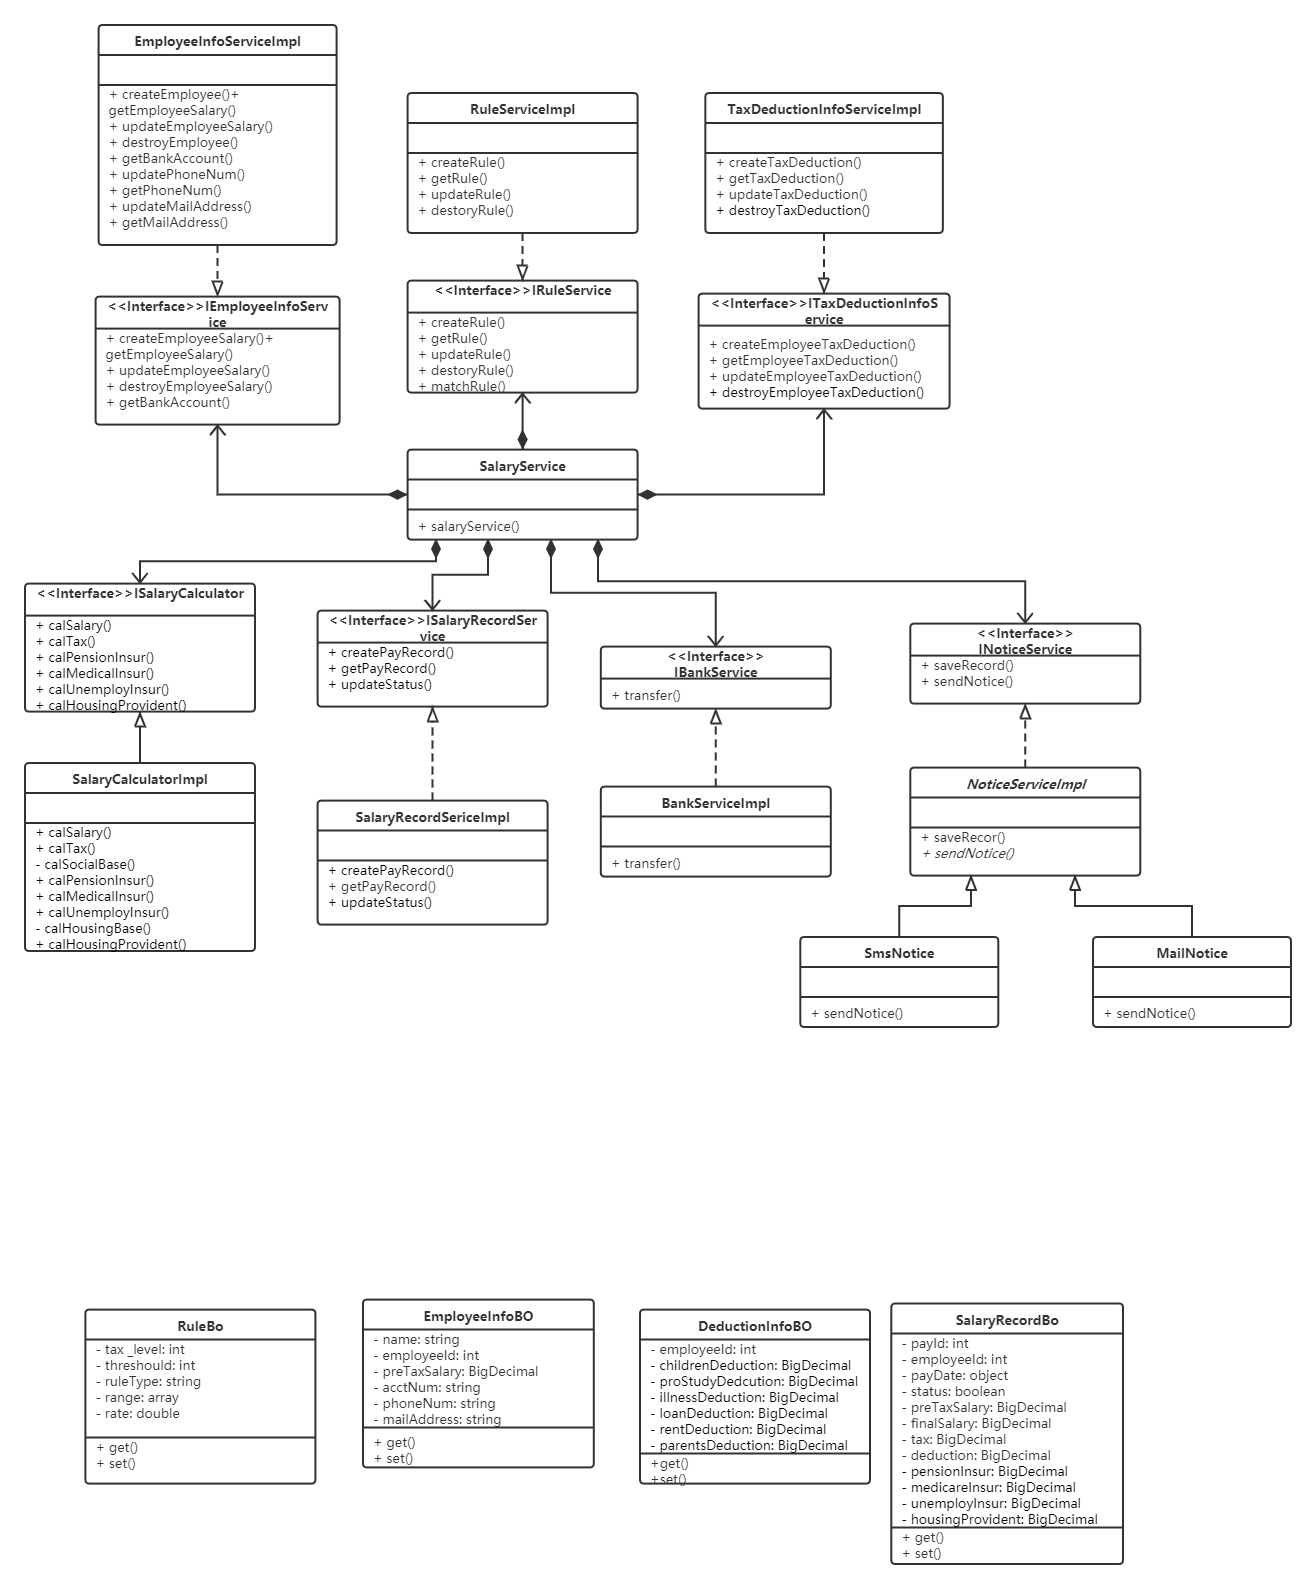 EmployeeInfoServiceImpl
+ createEmployee()+
getEmployeeSalary()
+ updateEmployeeSalary()
+ destroyEmployee()
+ getBankAccount()
+ updatePhoneNum()
+ getPhoneNum()
+ updateMailAddress()
+ getMailAddress()
RuleServiceImpl
+ createRule()
+ getRule()
+ updateRule()
+ destoryRule()
TaxDeductionInfoServiceImpl
+ createTaxDeduction()
+ getTaxDeduction()
+ updateTaxDeduction()
+ destroyTaxDeduction()
<<Interface>>IEmployeeInfoServ
ice
+ createEmployeeSalary()+
getEmployeeSalary()
+ updateEmployeeSalary()
+ destroyEmployeeSalary()
+ getBankAccount()
<<Interface>>IRuleService
+ createRule()
+ getRule()
+ updateRule()
+ destoryRule()
+ matchRule()
<<Interface>>ITaxDeductionInfoS
ervice
+ createEmployeeTaxDeduction()
+ getEmployeeTaxDeduction()
+ updateEmployeeTaxDeduction()
+ destroyEmployeeTaxDeduction()
SalaryService
+ salaryService()
<<Interface>>ISalaryCalculator
+ calSalary()
+ calTax()
+ calPensionInsur()
+ calMedicalInsur()
+ calUnemployInsur()
+ calHousingProvident()
<<Interface>>ISalaryRecordSer
vice
+ createPayRecord()
+ getPayRecord()
+ updateStatus()
<<Interface>>
IBankService
+ transfer()
<<Interface>>
INoticeService
+ saveRecord()
+ sendNotice()
SalaryCalculatorImpl
+ calSalary()
+ calTax()
- calSocialBase()
+ calPensionInsur()
+ calMedicalInsur()
+ calUnemployInsur()
- calHousingBase()
+ calHousingProvident()
SalaryRecordSericeImpl
+ createPayRecord()
+ getPayRecord()
+ updateStatus()
BankServiceImpl
+ transfer()
NoticeServiceImpl
+ saveRecor()
+ sendNotice()
SmsNotice
+ sendNotice()
MailNotice
+ sendNotice()
RuleBo
- tax _level: int
- threshould: int
- ruleType: string
- range: array
- rate: double
+ get()
+ set()
EmployeeInfoBO
- name: string
- employeeId: int
- preTaxSalary: BigDecimal
- acctNum: string
- phoneNum: string
- mailAddress: string
+ get()
+ set()
DeductionInfoBO
- employeeId: int
- childrenDeduction: BigDecimal
- proStudyDedcution: BigDecimal
- illnessDeduction: BigDecimal
- loanDeduction: BigDecimal
- rentDeduction: BigDecimal
- parentsDeduction: BigDecimal
+get()
+set()
SalaryRecordBo
- payId: int
- employeeId: int
- payDate: object
- status: boolean
- preTaxSalary: BigDecimal
- finalSalary: BigDecimal
- tax: BigDecimal
- deduction: BigDecimal
- pensionInsur: BigDecimal
- medicareInsur: BigDecimal
- unemployInsur: BigDecimal
- housingProvident: BigDecimal
+ get()
+ set()